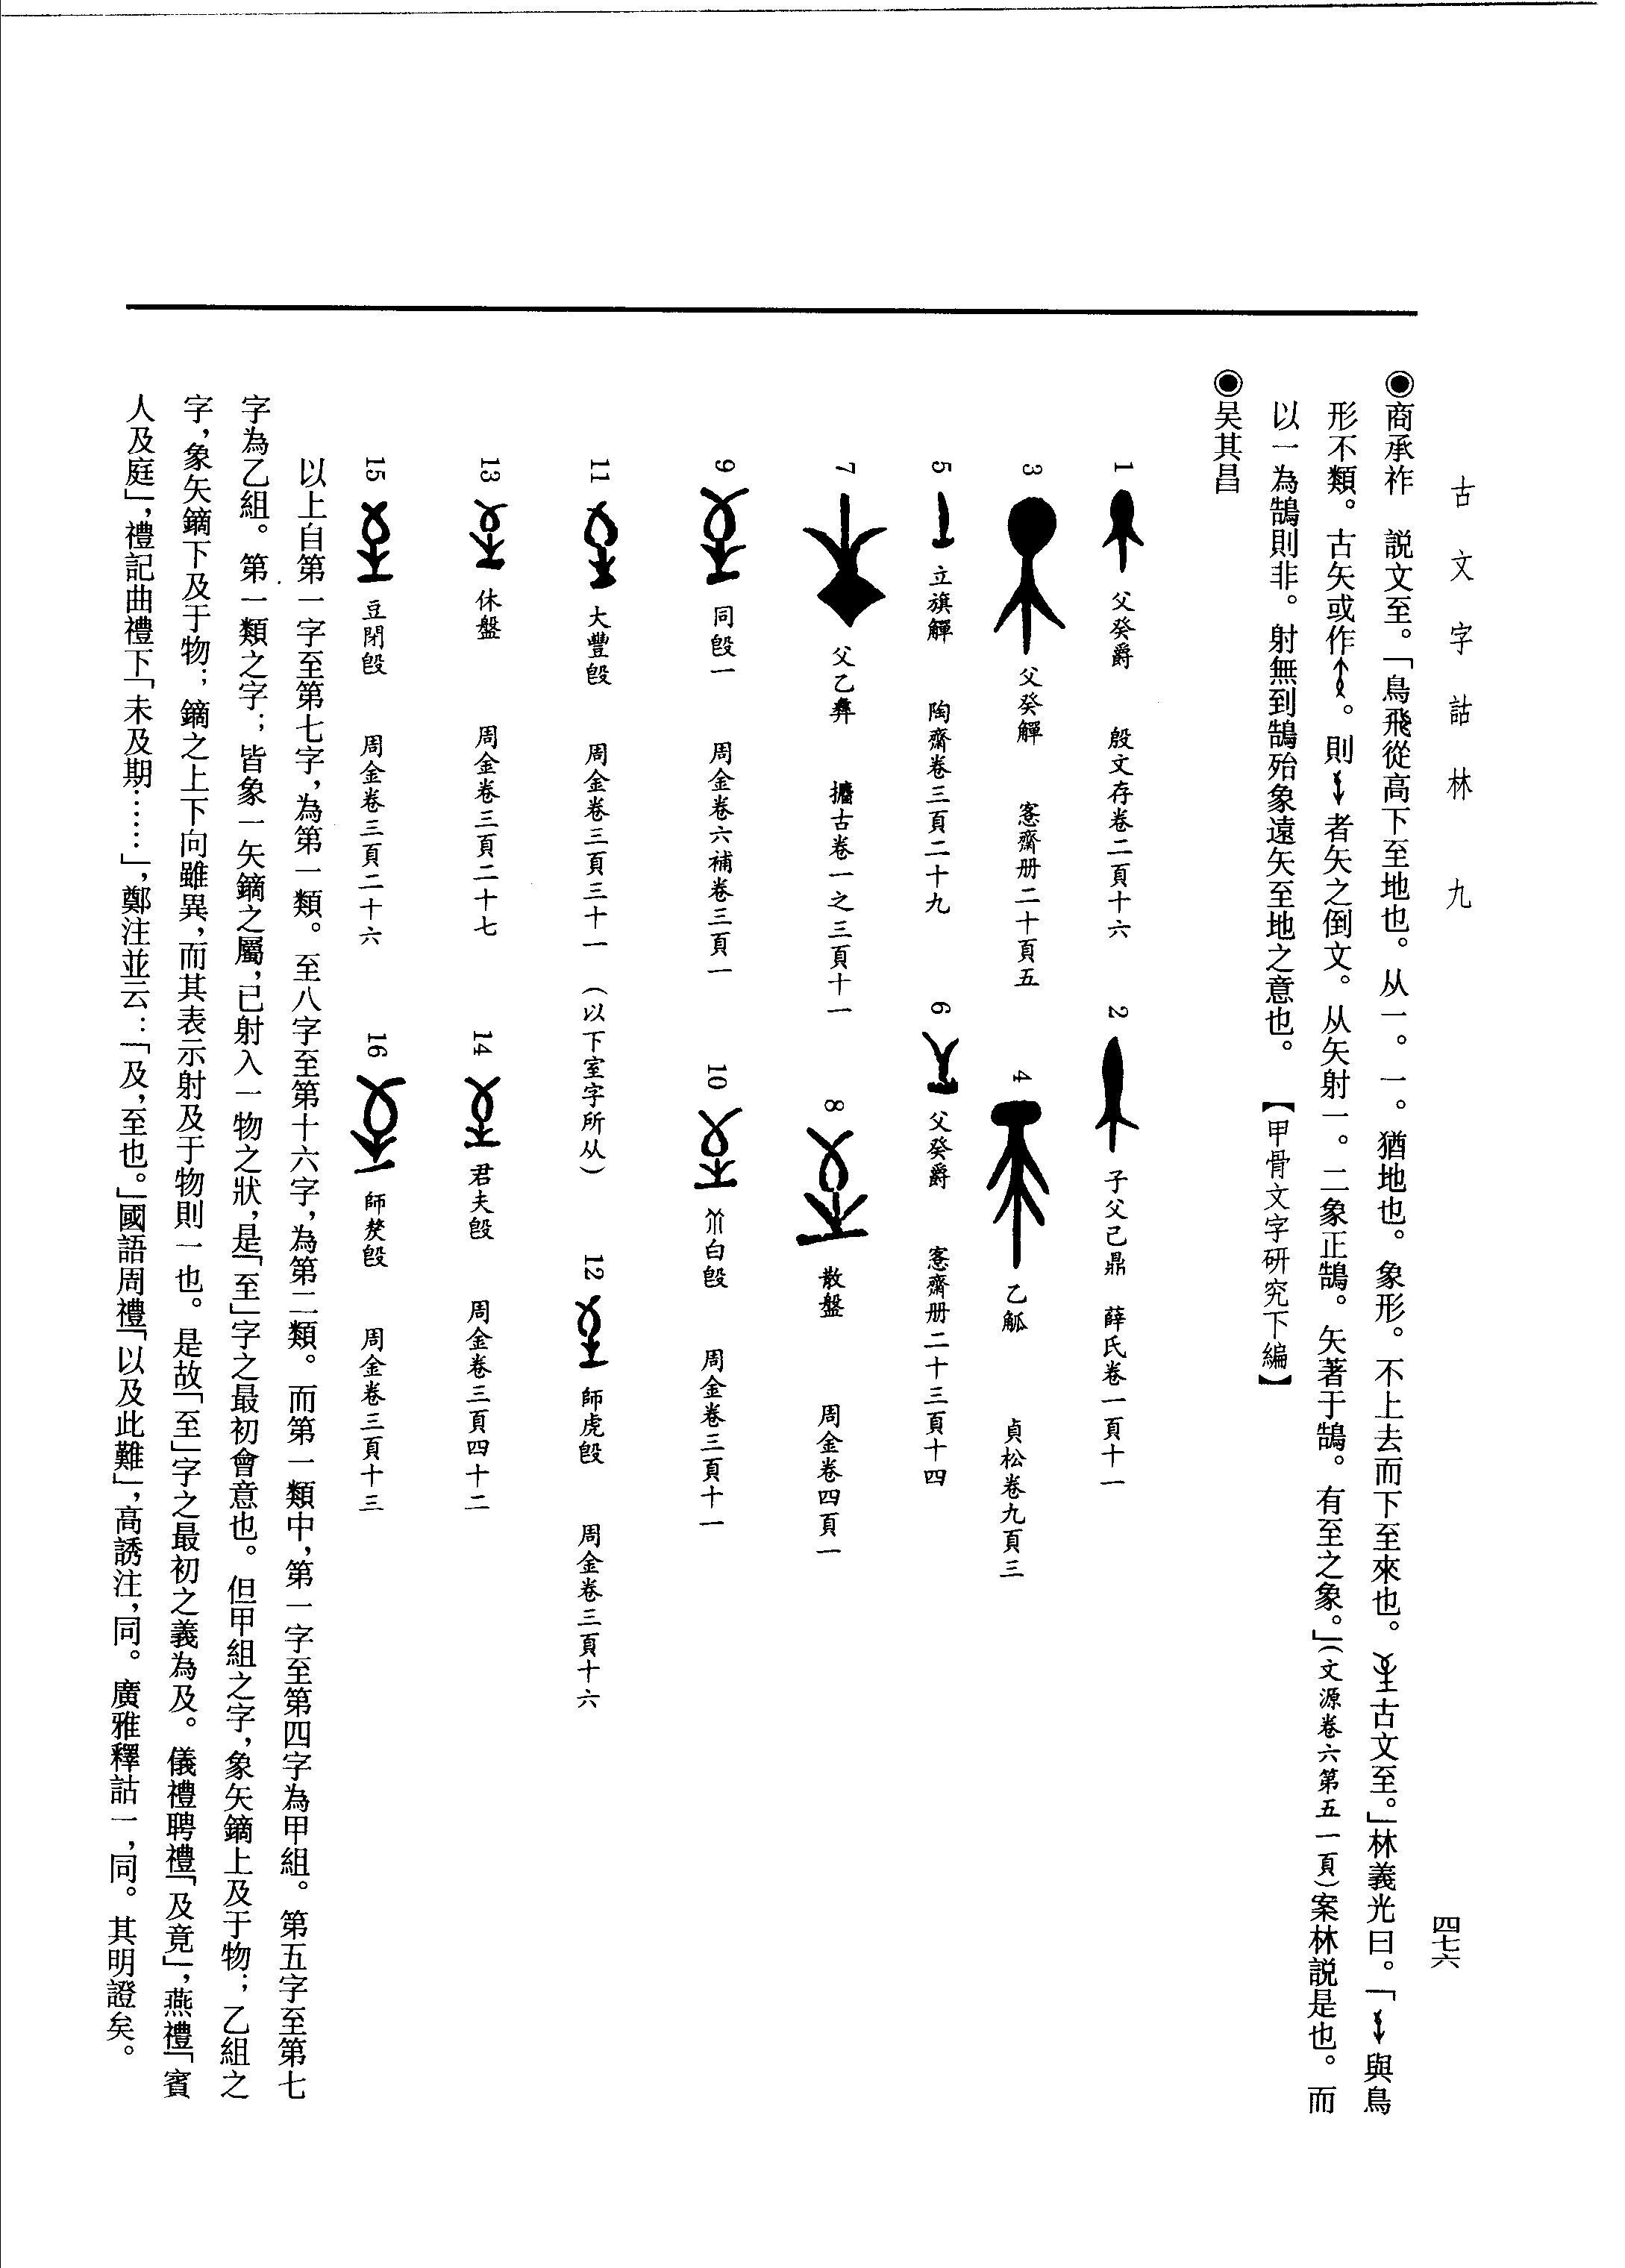 古文字詁林　九
四七六
◉商承祚　説文至。「鳥飛從高下至地也。从一。一。猶地也。象形。不上去而下至來也。古文至。」林義光曰。「與鳥
形不類。古矢或作。則者矢之倒文。从矢射一。二象正鵠。矢著于鵠。有至之象。」（文源卷六第五一頁）案林説是也。而
以一為鵠則非。射無到鵠殆象遠矢至地之意也。【甲骨文字研究下編】
◉吴其昌
1　父癸爵　殷文存卷二頁十六　2　子父己鼎　薛氏卷一頁十一
3　父癸觶　愙齋册二十頁五　4　乙觚　貞松卷九頁三
5　立旗觶　陶齋卷三頁二十九　6　父癸爵　愙齋册二十三頁十四
7　父乙彝　攈古卷一之三頁十一　8　散盤　周金卷四頁一
9　同𣪘一　周金卷六補卷三頁一　10　白𣪘　周金卷三頁十一
11　大豐𣪘　周金卷三頁三十一（以下室字所从）　12　師虎𣪘　周金卷三頁十六
13　休盤　周金卷三頁二十七　14　君夫𣪘　周金卷三頁四十二
15　豆閉𣪘　周金卷三頁二十六　16　師㷼𣪘　周金卷三頁十三
以上自第一字至第七字，為第一類。至八字至第十六字，為第二類。而第一類中，第一字至第四字為甲組。第五字至第七
字為乙組。第一類之字；皆象一矢鏑之屬，已射入一物之狀，是「至」字之最初會意也。但甲組之字，象矢鏑上及于物；乙組之
字，象矢鏑下及于物；鏑之上下向雖異，而其表示射及于物則一也。是故「至」字之最初之義為及。儀禮聘禮「及竟」，燕禮「賓
人及庭」，禮記曲禮下「未及期……」，鄭注並云：「及，至也。」國語周禮「以及此難」，高誘注，同。廣雅釋詁一，同。其明證矣。